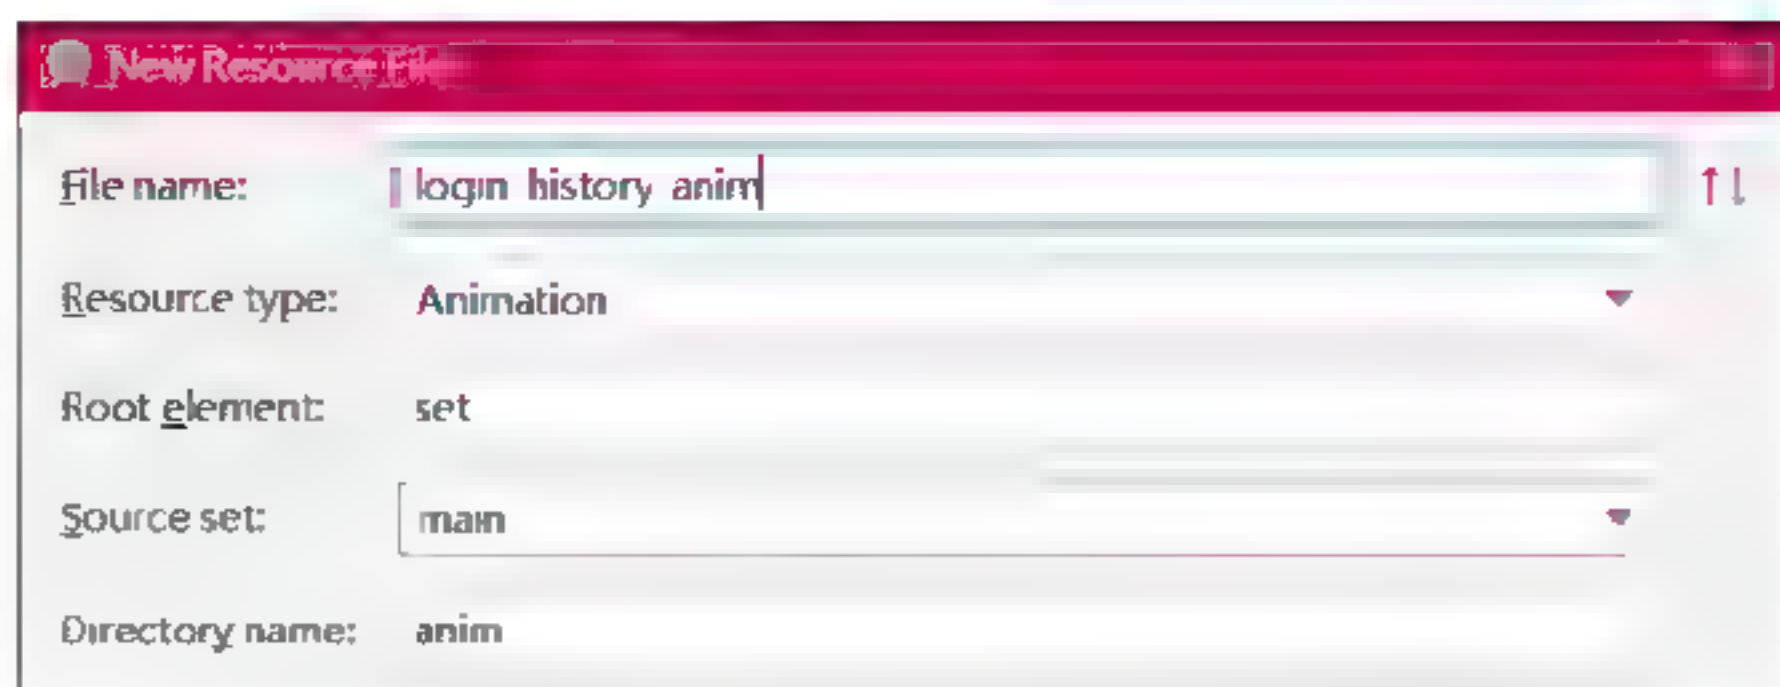 New Resource File
File name: login history anim
Resource type: Animation
Root element: set
Source set: main
Directory name: anim